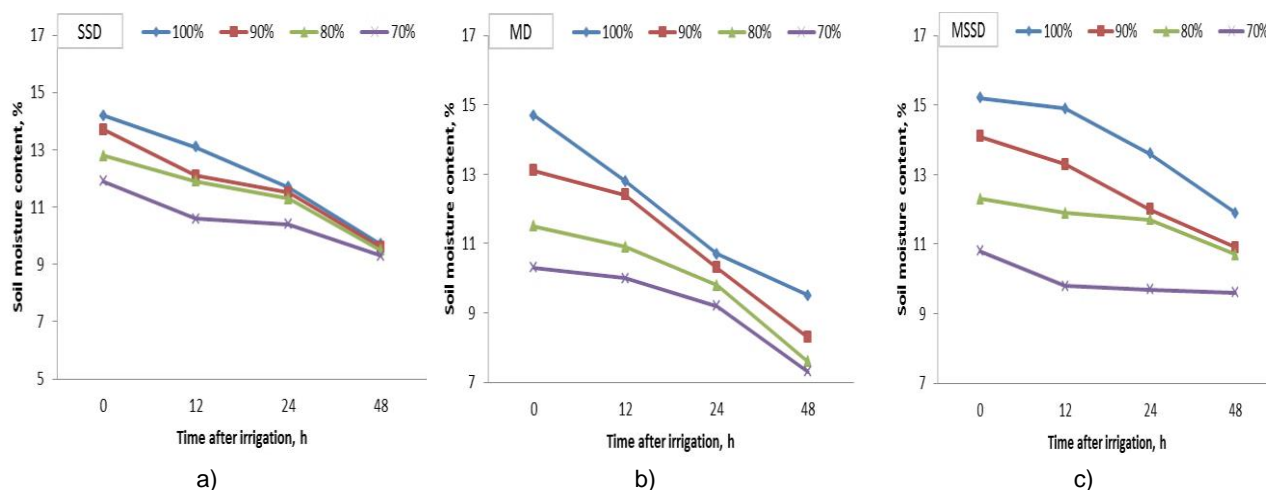 SSD 100% 90% 80% 70%
17
15
13
11
9
7
5
Soil moisture content, %
0 12 24 48
Time after irrigation, h
a)
MD 100% 90% 80% 70%
17
15
13
11
9
7
Soil moisture content, %
0 12 24 48
Time after irrigation, h
b)
MSSD 100% 90% 80% 70%
17
15
13
11
9
7
Soil moisture content, %
0 12 24 48
Time after irrigation, h
c)